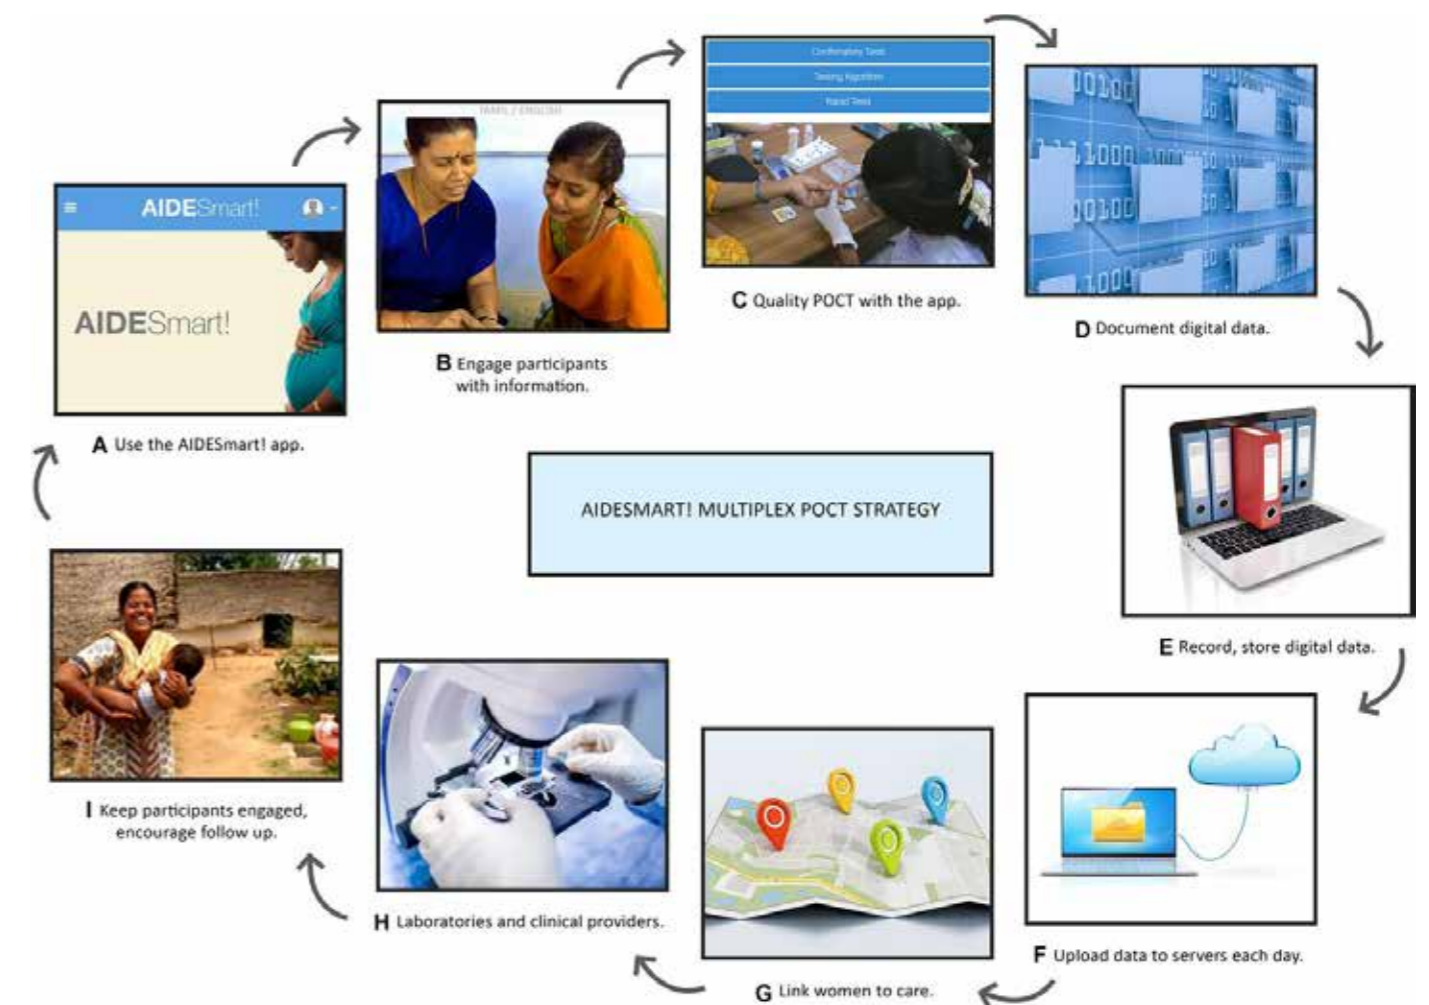 AIDESmart!
AIDESmart!
A Use the AIDESmart! app.
TAMIL / ENGLISH
B Engage participants
with information.
Confirmatory Tests
Testing Algorithm
Rapid Tests
C Quality POCT with the app.
D Document digital data.
E Record, store digital data.
F Upload data to servers each day.
G Link women to care.
H Laboratories and clinical providers.
I Keep participants engaged,
encourage follow up.
AIDESMART! MULTIPLEX POCT STRATEGY